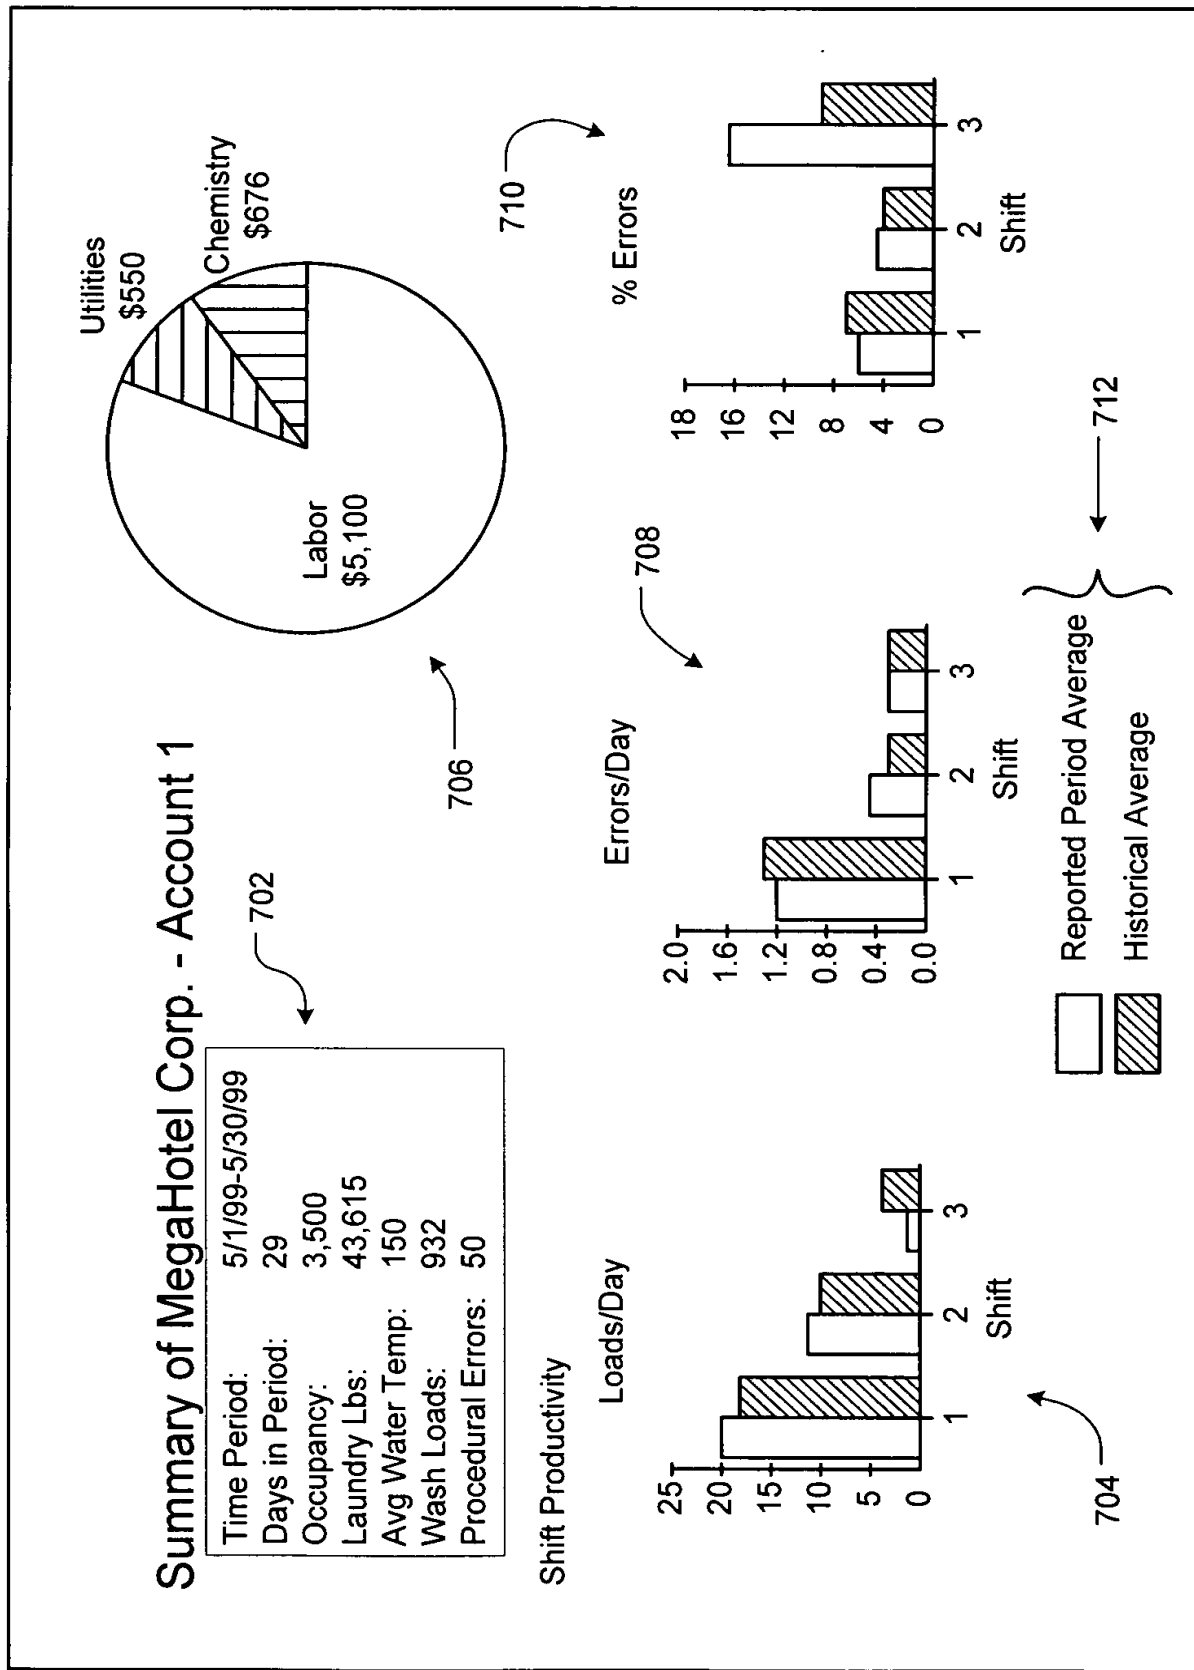 Summary of MegaHotel Corp. - Account 1
Time Period: 5/1/99-5/30/99
Days in Period: 29
Occupancy: 3,500
Laundry Lbs: 43,615
Avg Water Temp: 150
Wash Loads: 932
Procedural Errors: 50
702
Utilities
$550
Chemistry
$676
Labor
$5,100
706
Shift Productivity
Loads/Day
25
20
15
10
5
0
1
2
3
Shift
704
Errors/Day
2.0
1.6
1.2
0.8
0.4
0.0
1
2
3
Shift
708
% Errors
18
16
12
8
4
0
1
2
3
Shift
710
Reported Period Average
Historical Average
712